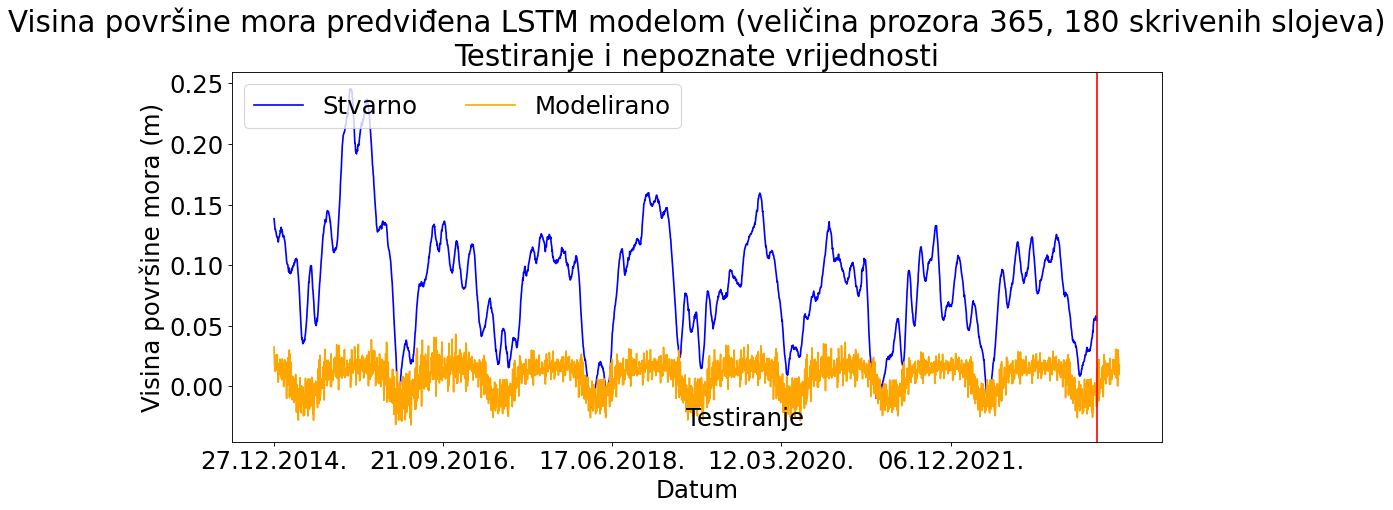 Visina površine mora predviđena LSTM modelom (veličina prozora 365, 180 skrivenih slojeva)
Testiranje i nepoznate vrijednosti
Stvarno
Modelirano
Visina površine mora (m)
0.25
0.20
0.15
0.10
0.05
0.00
Testiranje
27.12.2014.
21.09.2016.
17.06.2018.
12.03.2020.
06.12.2021.
Datum